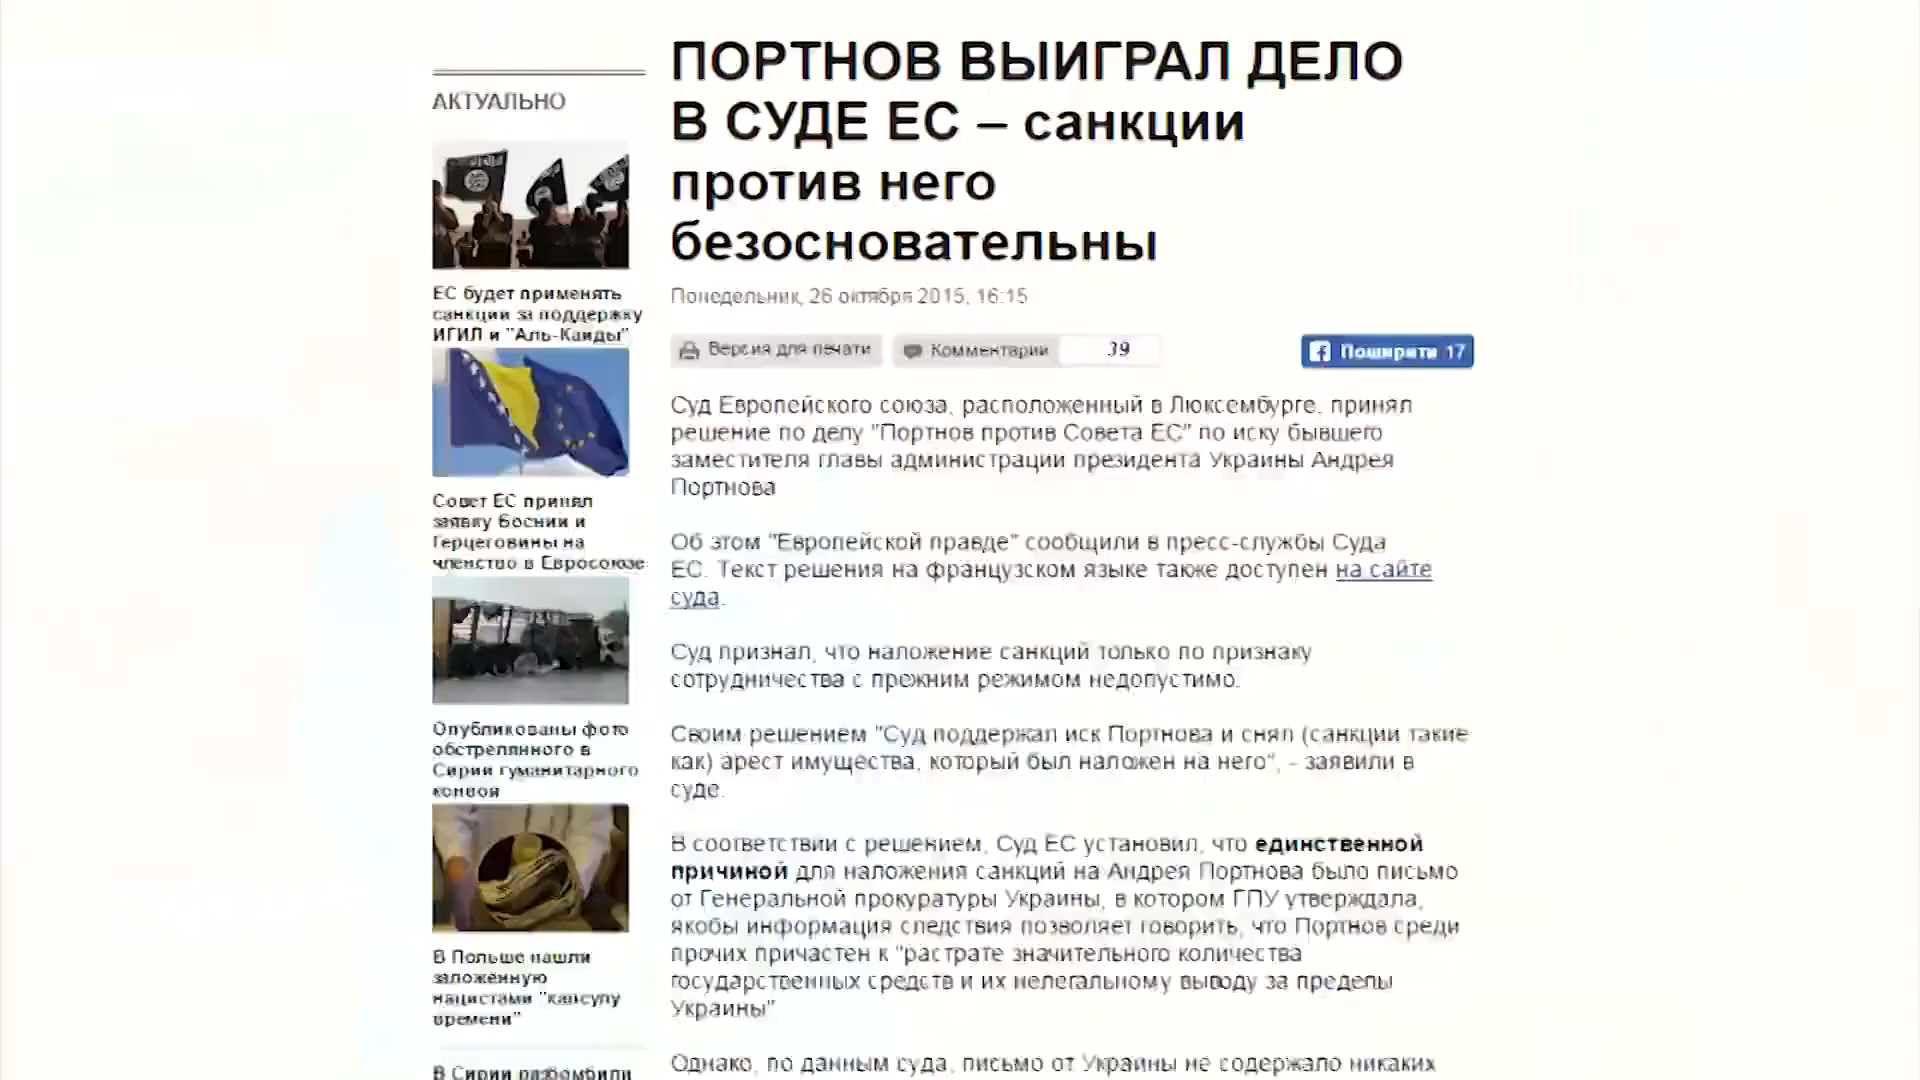 АКТУАЛЬНО
ЕС будет применять
санкции за поддержку
ИГИЛ и "Аль-Каиды"
Совет ЕС принял
заявку Боснии и
Герцеговины на
членство в Евросоюзе
Опубликованы фото
обстрелянного в
Сирии гуманитарного
конвоя
В Польше нашли
заложенную
нацистами "капсулу
времени"
В Сирии разбомбили
ПОРТНОВ ВЫИГРАЛ ДЕЛО
В СУДЕ ЕС – санкции
против него
безосновательны
Понедельник, 26 октября 2015, 16:15
Версия для печати
Комментарии 39
Поширити 17
Суд Европейского союза, расположенный в Люксембурге, принял
решение по делу "Портнов против Совета ЕС" по иску бывшего
заместителя главы администрации президента Украины Андрея
Портнова
Об этом "Европейской правде" сообщили в пресс-службы Суда
ЕС. Текст решения на французском языке также доступен на сайте
суда.
Суд признал, что наложение санкций только по признаку
сотрудничества с прежним режимом недопустимо.
Своим решением "Суд поддержал иск Портнова и снял (санкции такие
как) арест имущества, который был наложен на него", - заявили в
суде.
В соответствии с решением, Суд ЕС установил, что единственной
причиной для наложения санкций на Андрея Портнова было письмо
от Генеральной прокуратуры Украины, в котором ГПУ утверждала,
якобы информация следствия позволяет говорить, что Портнов среди
прочих причастен к "растрате значительного количества
государственных средств и их нелегальному выводу за пределы
Украины"
Однако, по данным суда, письмо от Украины не содержало никаких